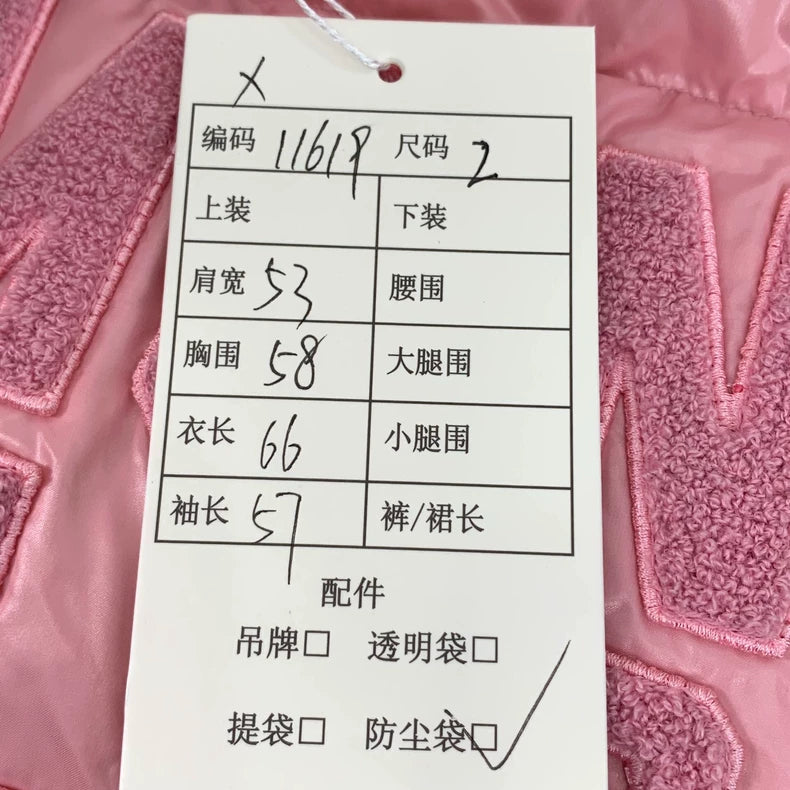 X
编码 11619 尺码 2
上装 下装
肩宽 53 腰围
胸围 58 大腿围
衣长 66 小腿围
袖长 57 裤/裙长
配件
吊牌□ 透明袋□
提袋□ 防尘袋□